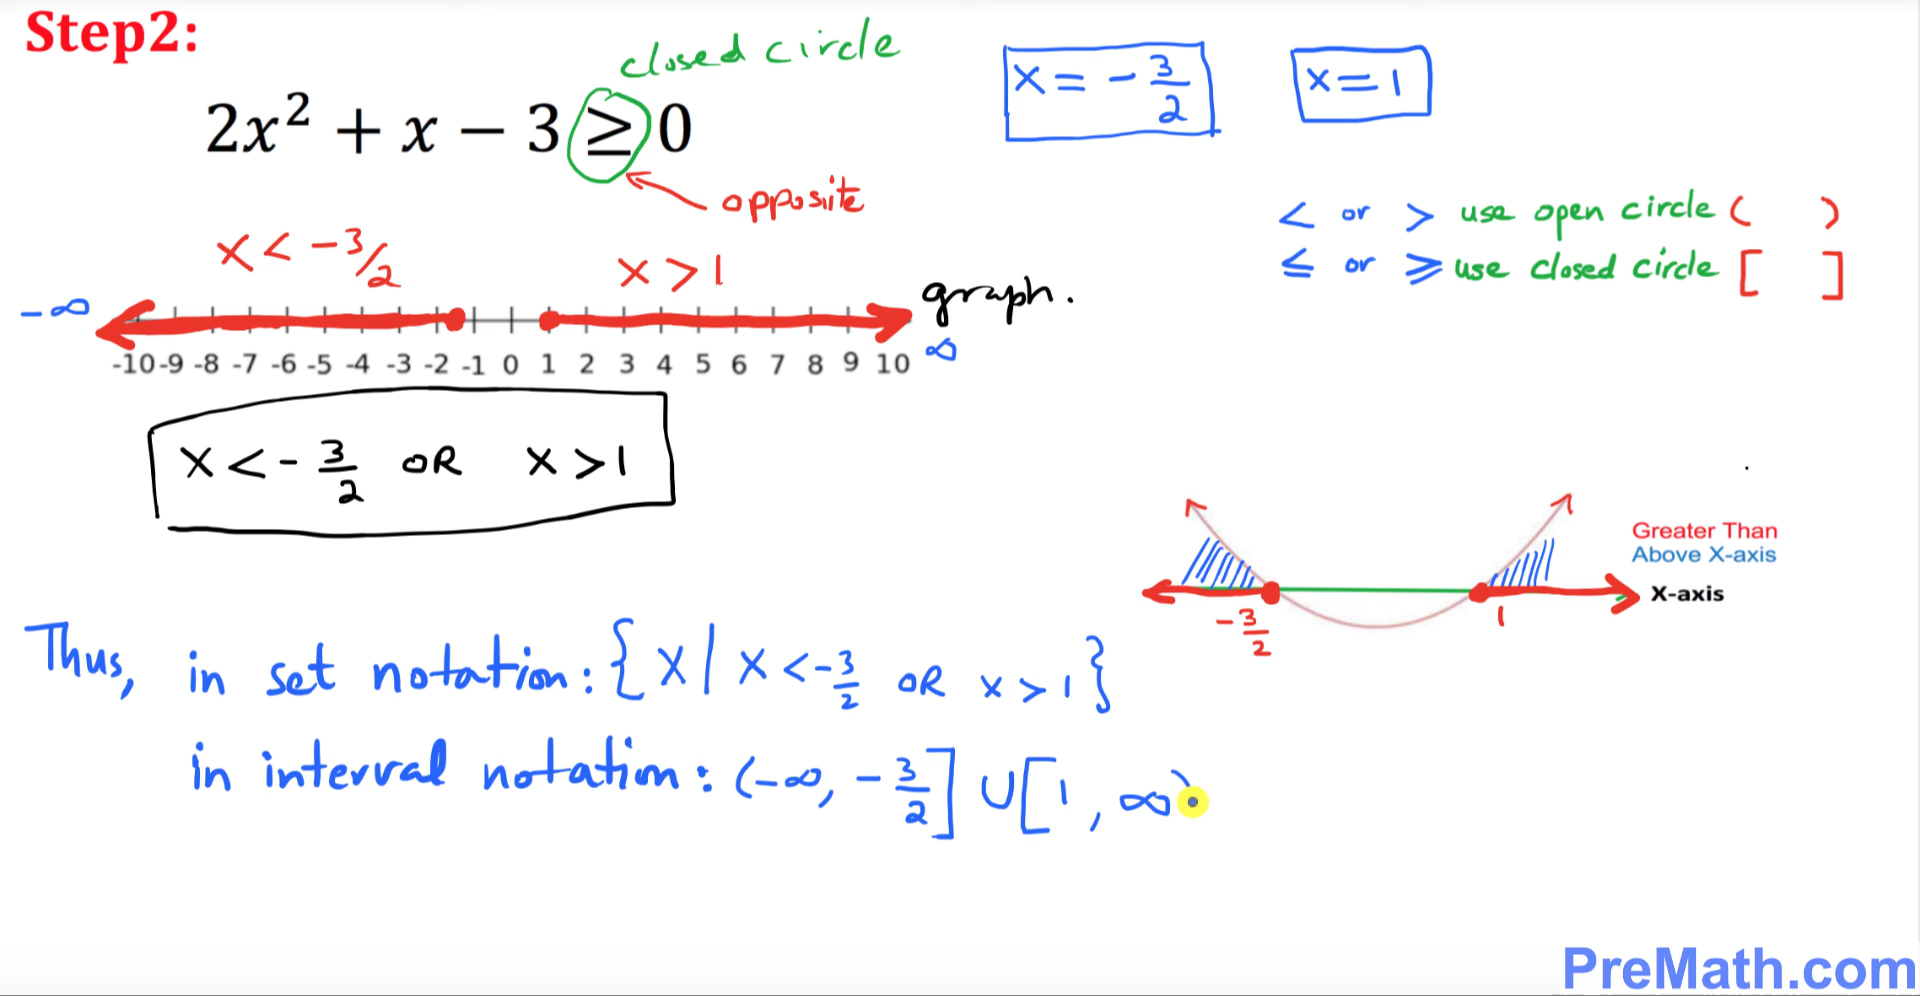 Step2:
closed circle
x = - 3/2
x = 1
2x² + x − 3 ≥ 0
opposite
< or > use open circle ( )
≤ or ≥ use closed circle [ ]
x < -3/2
x > 1
-∞
graph.
∞
-10 -9 -8 -7 -6 -5 -4 -3 -2 -1 0 1 2 3 4 5 6 7 8 9 10
x < - 3/2 OR x > 1
Greater Than
Above X-axis
X-axis
- 3/2
1
Thus, in set notation: {x | x < - 3/2 OR x > 1}
in interval notation: (-∞, - 3/2] ∪ [1, ∞)
PreMath.com